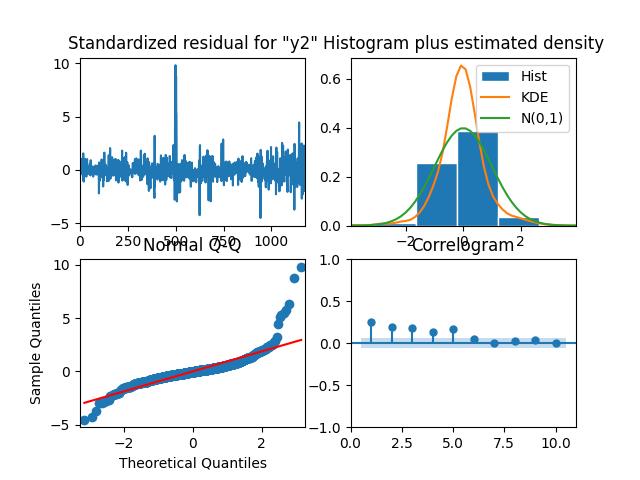 Standardized residual for "y2"
10
5
0
−5
0 250 500 750 1000
Histogram plus estimated density
0.6
0.4
0.2
0.0
−2 0 2
Hist
KDE
N(0,1)
Normal Q-Q
10
5
0
−5
−2 0 2
Sample Quantiles
Theoretical Quantiles
Correlogram
1.0
0.5
0.0
−0.5
−1.0
0.0 2.5 5.0 7.5 10.0